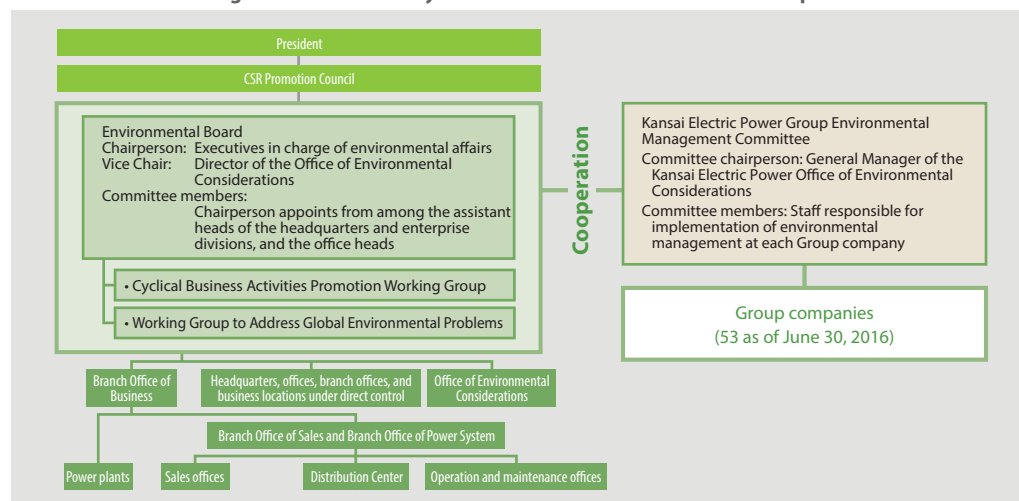 President
CSR Promotion Council
Environmental Board
Chairperson: Executives in charge of environmental affairs
Vice Chair: Director of the Office of Environmental
Considerations
Committee members:
Chairperson appoints from among the assistant
heads of the headquarters and enterprise
divisions, and the office heads
• Cyclical Business Activities Promotion Working Group
• Working Group to Address Global Environmental Problems
Cooperation
Kansai Electric Power Group Environmental
Management Committee
Committee chairperson: General Manager of the
Kansai Electric Power Office of Environmental
Considerations
Committee members: Staff responsible for
implementation of environmental
management at each Group company
Group companies
(53 as of June 30, 2016)
Branch Office of
Business
Headquarters, offices, branch offices, and
business locations under direct control
Office of Environmental
Considerations
Branch Office of Sales and Branch Office of Power System
Power plants
Sales offices
Distribution Center
Operation and maintenance offices